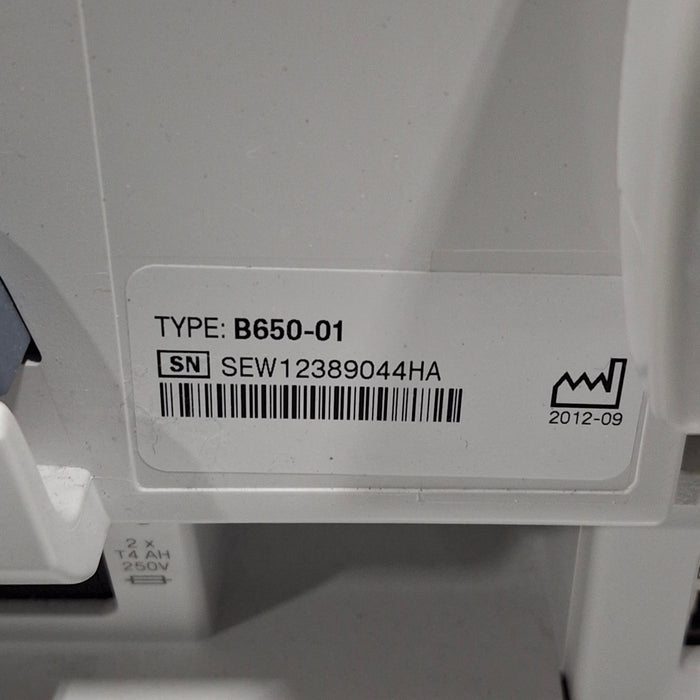 TYPE: B650-01
SN SEW12389044HA
2012-09
2 x
T4 AH
250V